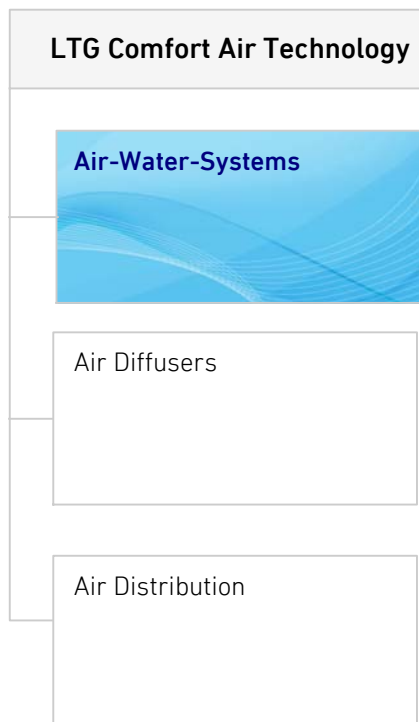 LTG Comfort Air Technology
Air-Water-Systems
Air Diffusers
Air Distribution